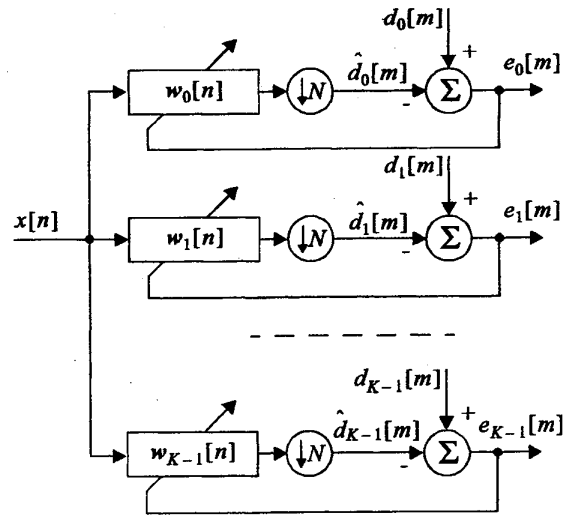 d₀[m]
+
w₀[n] ↓N d̂₀[m] - Σ e₀[m]
d₁[m]
+
x[n] w₁[n] ↓N d̂₁[m] - Σ e₁[m]
d_{K-1}[m]
+
w_{K-1}[n] ↓N d̂_{K-1}[m] - Σ e_{K-1}[m]